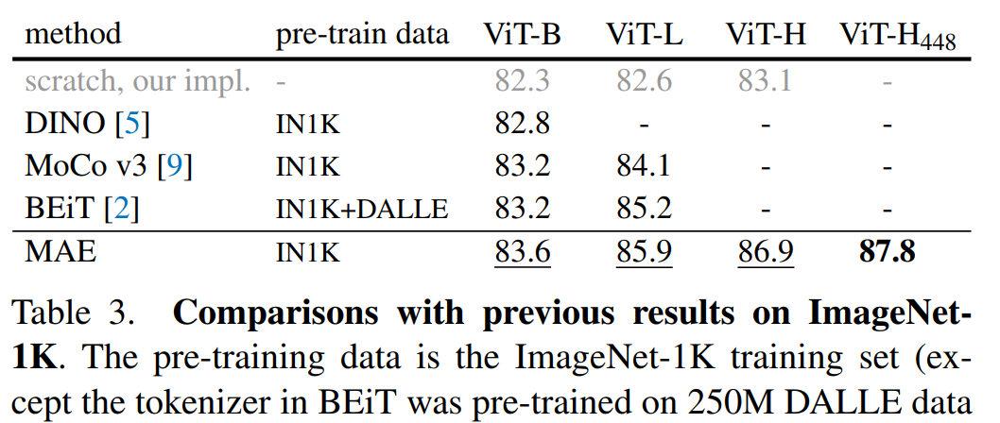 method pre-train data ViT-B ViT-L ViT-H ViT-H448
scratch, our impl. - 82.3 82.6 83.1 -
DINO [5] IN1K 82.8 - - -
MoCo v3 [9] IN1K 83.2 84.1 - -
BEiT [2] IN1K+DALLE 83.2 85.2 - -
MAE IN1K 83.6 85.9 86.9 87.8
Table 3. Comparisons with previous results on ImageNet-
1K. The pre-training data is the ImageNet-1K training set (ex-
cept the tokenizer in BEiT was pre-trained on 250M DALLE data